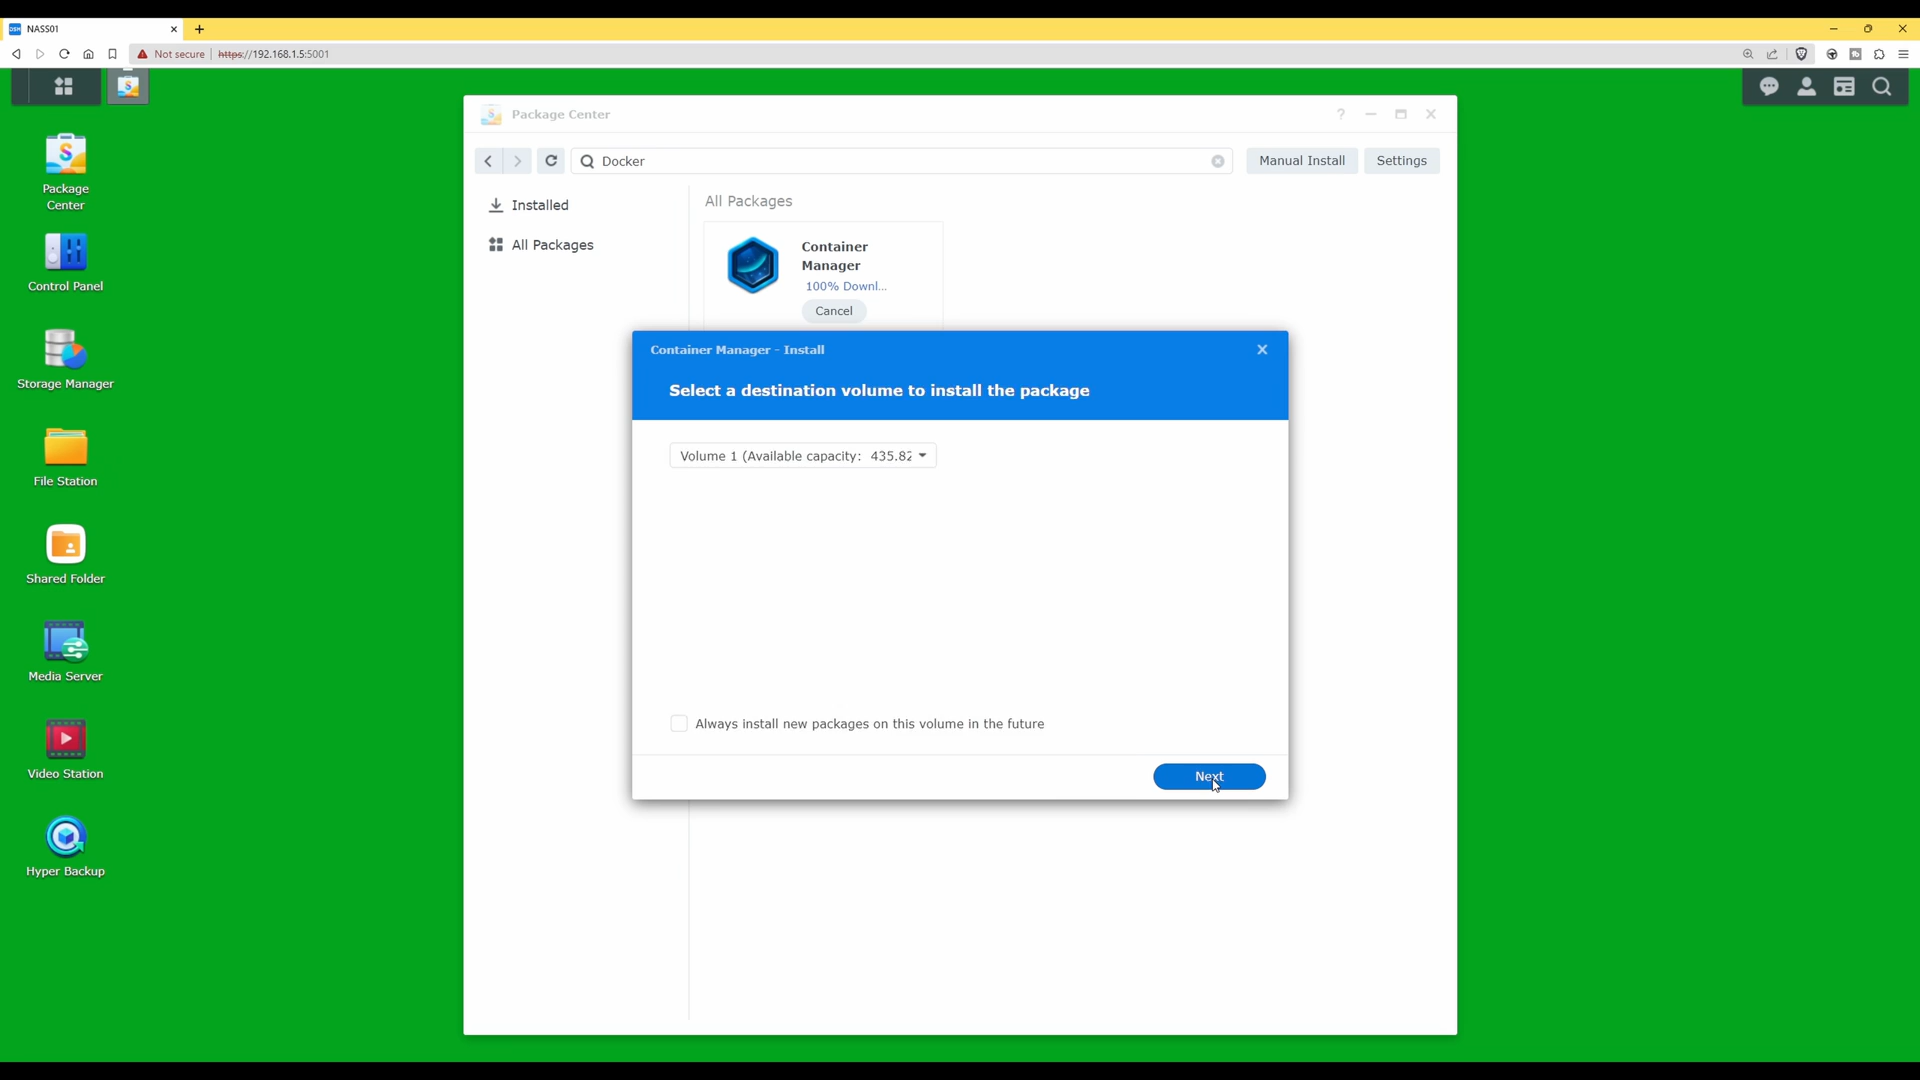 NASS01
Not secure
https://192.168.1.5:5001
Package Center
Docker
Manual Install
Settings
Installed
All Packages
All Packages
Container
Manager
100% Downl...
Cancel
Container Manager - Install
Select a destination volume to install the package
Volume 1 (Available capacity: 435.82
Always install new packages on this volume in the future
Next
Package
Center
Control Panel
Storage Manager
File Station
Shared Folder
Media Server
Video Station
Hyper Backup